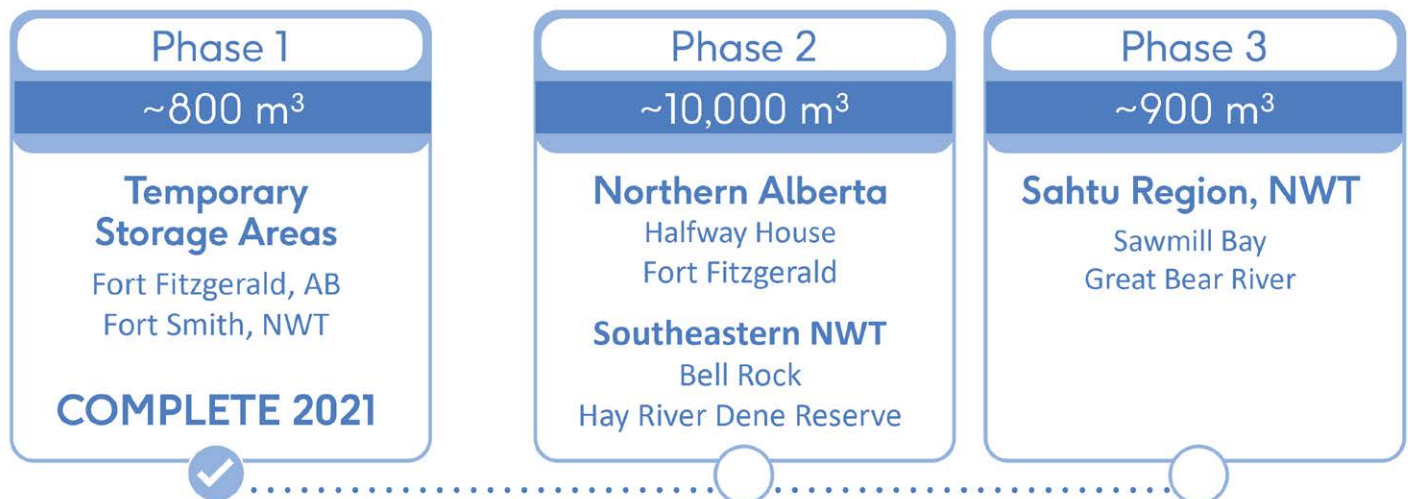 Phase 1
~800 m³
Temporary
Storage Areas
Fort Fitzgerald, AB
Fort Smith, NWT
COMPLETE 2021
Phase 2
~10,000 m³
Northern Alberta
Halfway House
Fort Fitzgerald
Southeastern NWT
Bell Rock
Hay River Dene Reserve
Phase 3
~900 m³
Sahtu Region, NWT
Sawmill Bay
Great Bear River